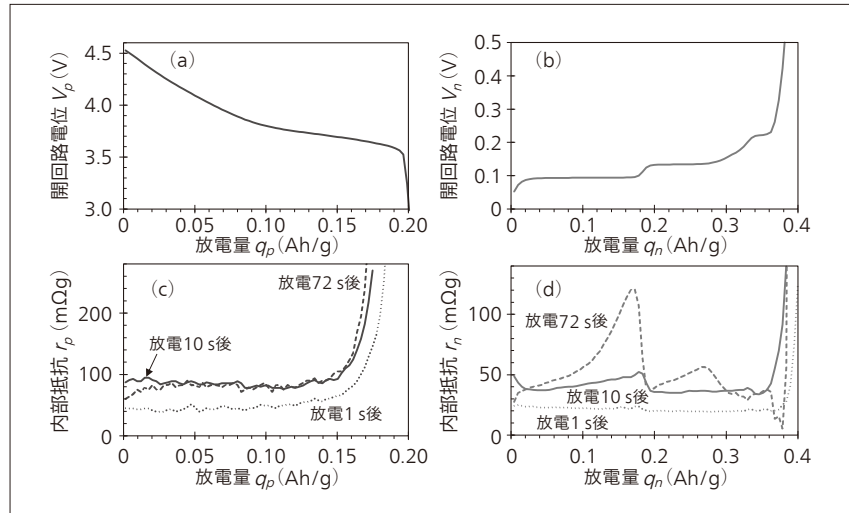 (a)
開回路電位 Vp(V)
4.5
4.0
3.5
3.0
0
0.05
0.10
0.15
0.20
放電量 qp(Ah/g)
(b)
開回路電位 Vn(V)
0.5
0.4
0.3
0.2
0.1
0
0
0.1
0.2
0.3
0.4
放電量 qn(Ah/g)
(c)
内部抵抗 rp(mΩg)
200
100
0
放電72 s後
放電10 s後
放電1 s後
0
0.05
0.10
0.15
0.20
放電量 qp(Ah/g)
(d)
内部抵抗 rn(mΩg)
100
50
0
放電72 s後
放電10 s後
放電1 s後
0
0.1
0.2
0.3
0.4
放電量 qn(Ah/g)